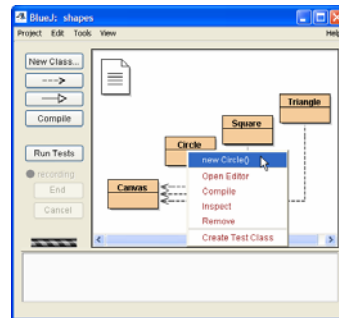 BlueJ: shapes
Project Edit Tools View Help
New Class...
Compile
Run Tests
recording
End
Cancel
Triangle
Square
Circle
Canvas
new Circle()
Open Editor
Compile
Inspect
Remove
Create Test Class